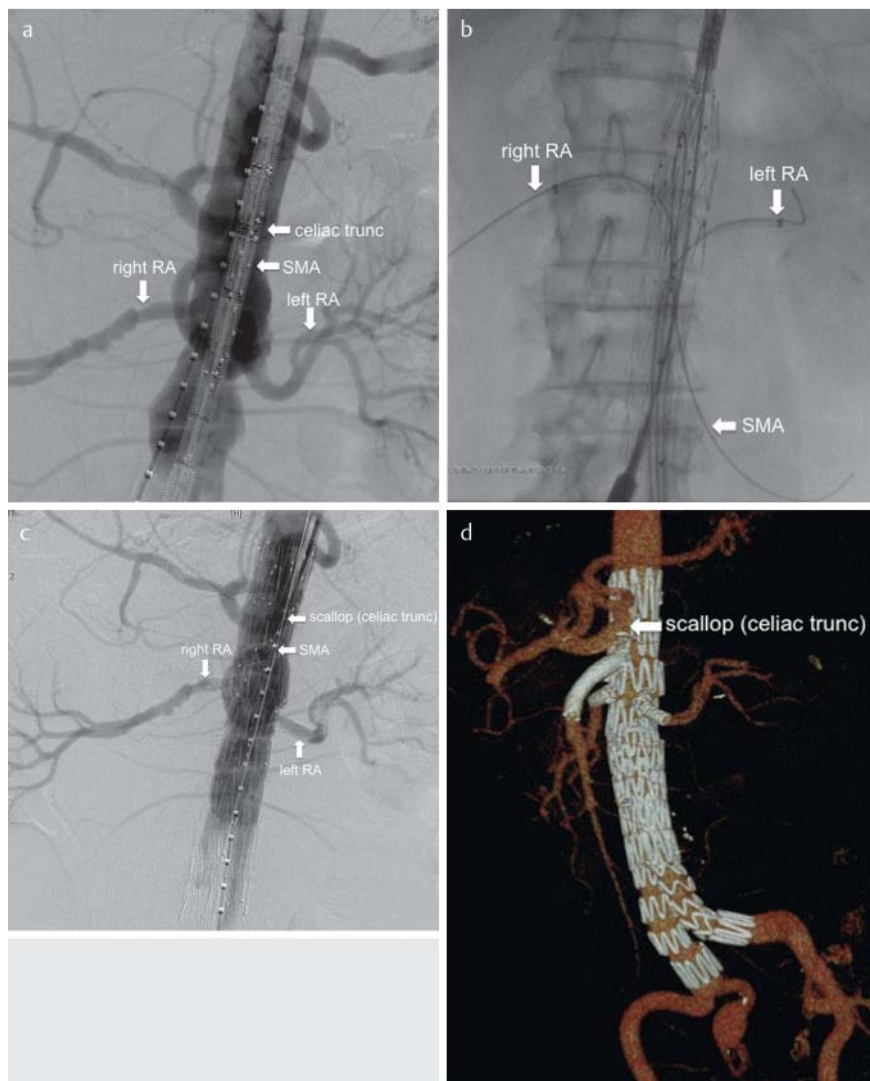 a
celiac trunc
SMA
right RA
left RA
b
right RA
left RA
SMA
c
[H]
2
scallop (celiac trunc)
SMA
right RA
left RA
d
scallop (celiac trunc)